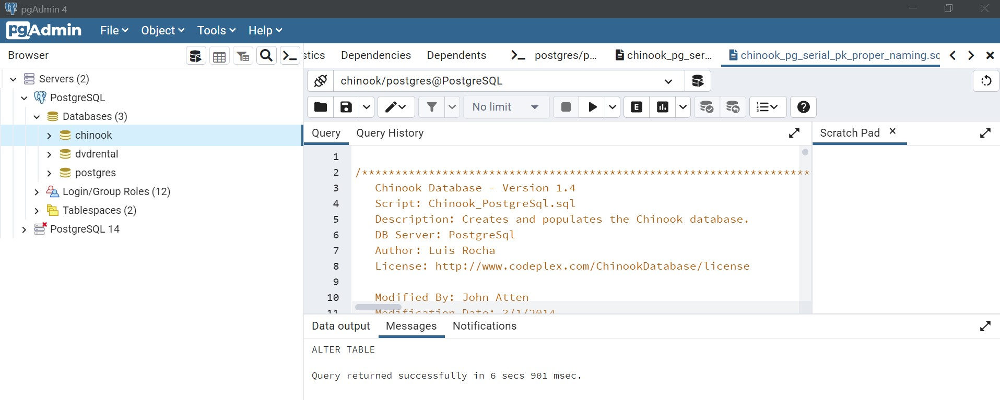 pgAdmin 4
pgAdmin File Object Tools Help
Browser
stics Dependencies Dependents postgres/p... chinook_pg_ser... chinook_pg_serial_pk_proper_naming.sq
Servers (2)
PostgreSQL
Databases (3)
chinook
dvdrental
postgres
Login/Group Roles (12)
Tablespaces (2)
PostgreSQL 14
chinook/postgres@PostgreSQL
No limit E
Query Query History
Scratch Pad
1
2 /*******************************************************************
3 Chinook Database - Version 1.4
4 Script: Chinook_PostgreSql.sql
5 Description: Creates and populates the Chinook database.
6 DB Server: PostgreSql
7 Author: Luis Rocha
8 License: http://www.codeplex.com/ChinookDatabase/license
9
10 Modified By: John Atten
11 Modification Date: 3/1/2014
Data output Messages Notifications
ALTER TABLE
Query returned successfully in 6 secs 901 msec.